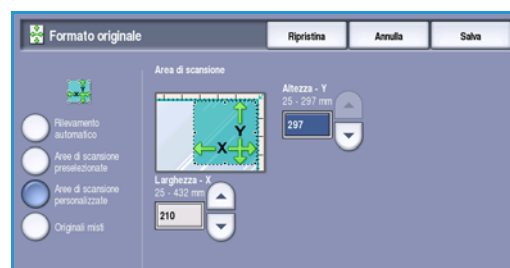 Formato originale
Ripristina
Annulla
Salva
Area di scansione
Rilevamento
automatico
Aree di scansione
preselezionate
Aree di scansione
personalizzate
Originali misti
Y
X
Altezza - Y
25 - 297 mm
297
Larghezza - X
25 - 432 mm
210